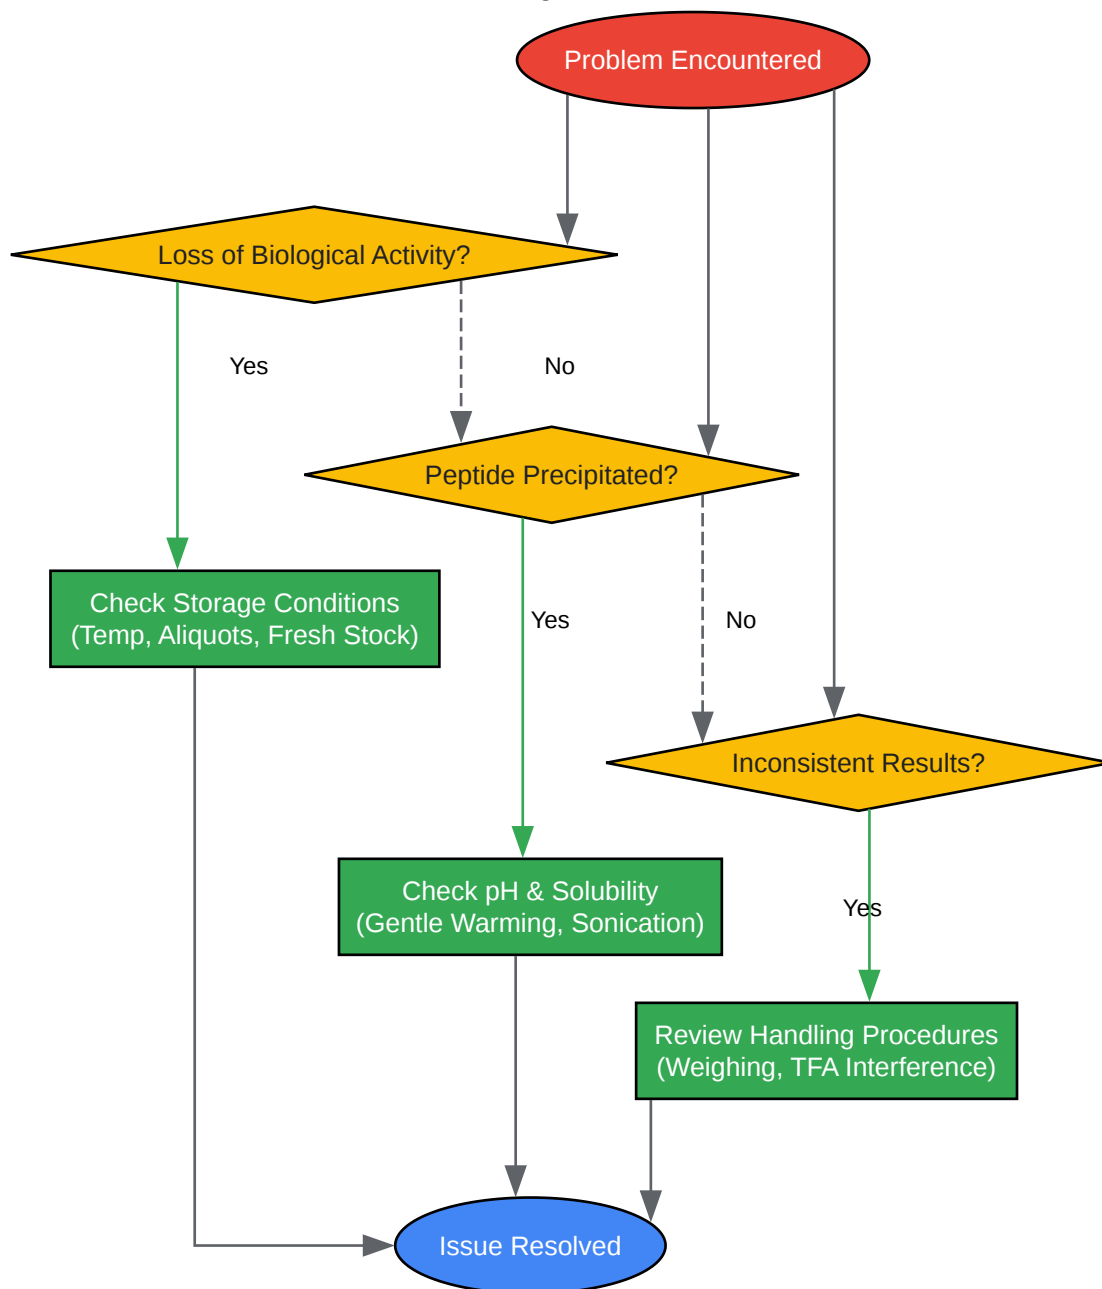 Problem Encountered
Loss of Biological Activity?
Yes
No
Peptide Precipitated?
Check Storage Conditions
(Temp, Aliquots, Fresh Stock)
Yes
No
Inconsistent Results?
Check pH & Solubility
(Gentle Warming, Sonication)
Yes
Review Handling Procedures
(Weighing, TFA Interference)
Issue Resolved